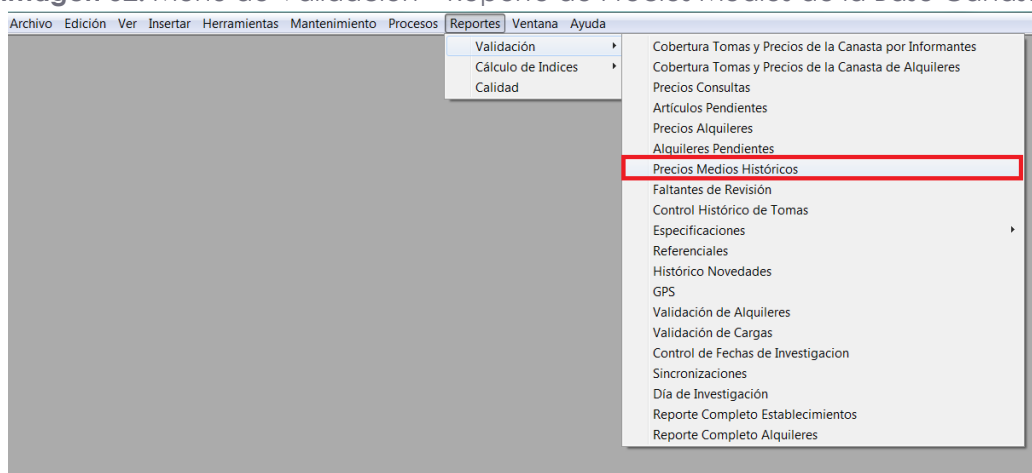 Archivo Edición Ver Insertar Herramientas Mantenimiento Procesos Reportes Ventana Ayuda
Validación
Cálculo de Indices
Calidad
Cobertura Tomas y Precios de la Canasta por Informantes
Cobertura Tomas y Precios de la Canasta de Alquileres
Precios Consultas
Artículos Pendientes
Precios Alquileres
Alquileres Pendientes
Precios Medios Históricos
Faltantes de Revisión
Control Histórico de Tomas
Especificaciones
Referenciales
Histórico Novedades
GPS
Validación de Alquileres
Validación de Cargas
Control de Fechas de Investigacion
Sincronizaciones
Día de Investigación
Reporte Completo Establecimientos
Reporte Completo Alquileres